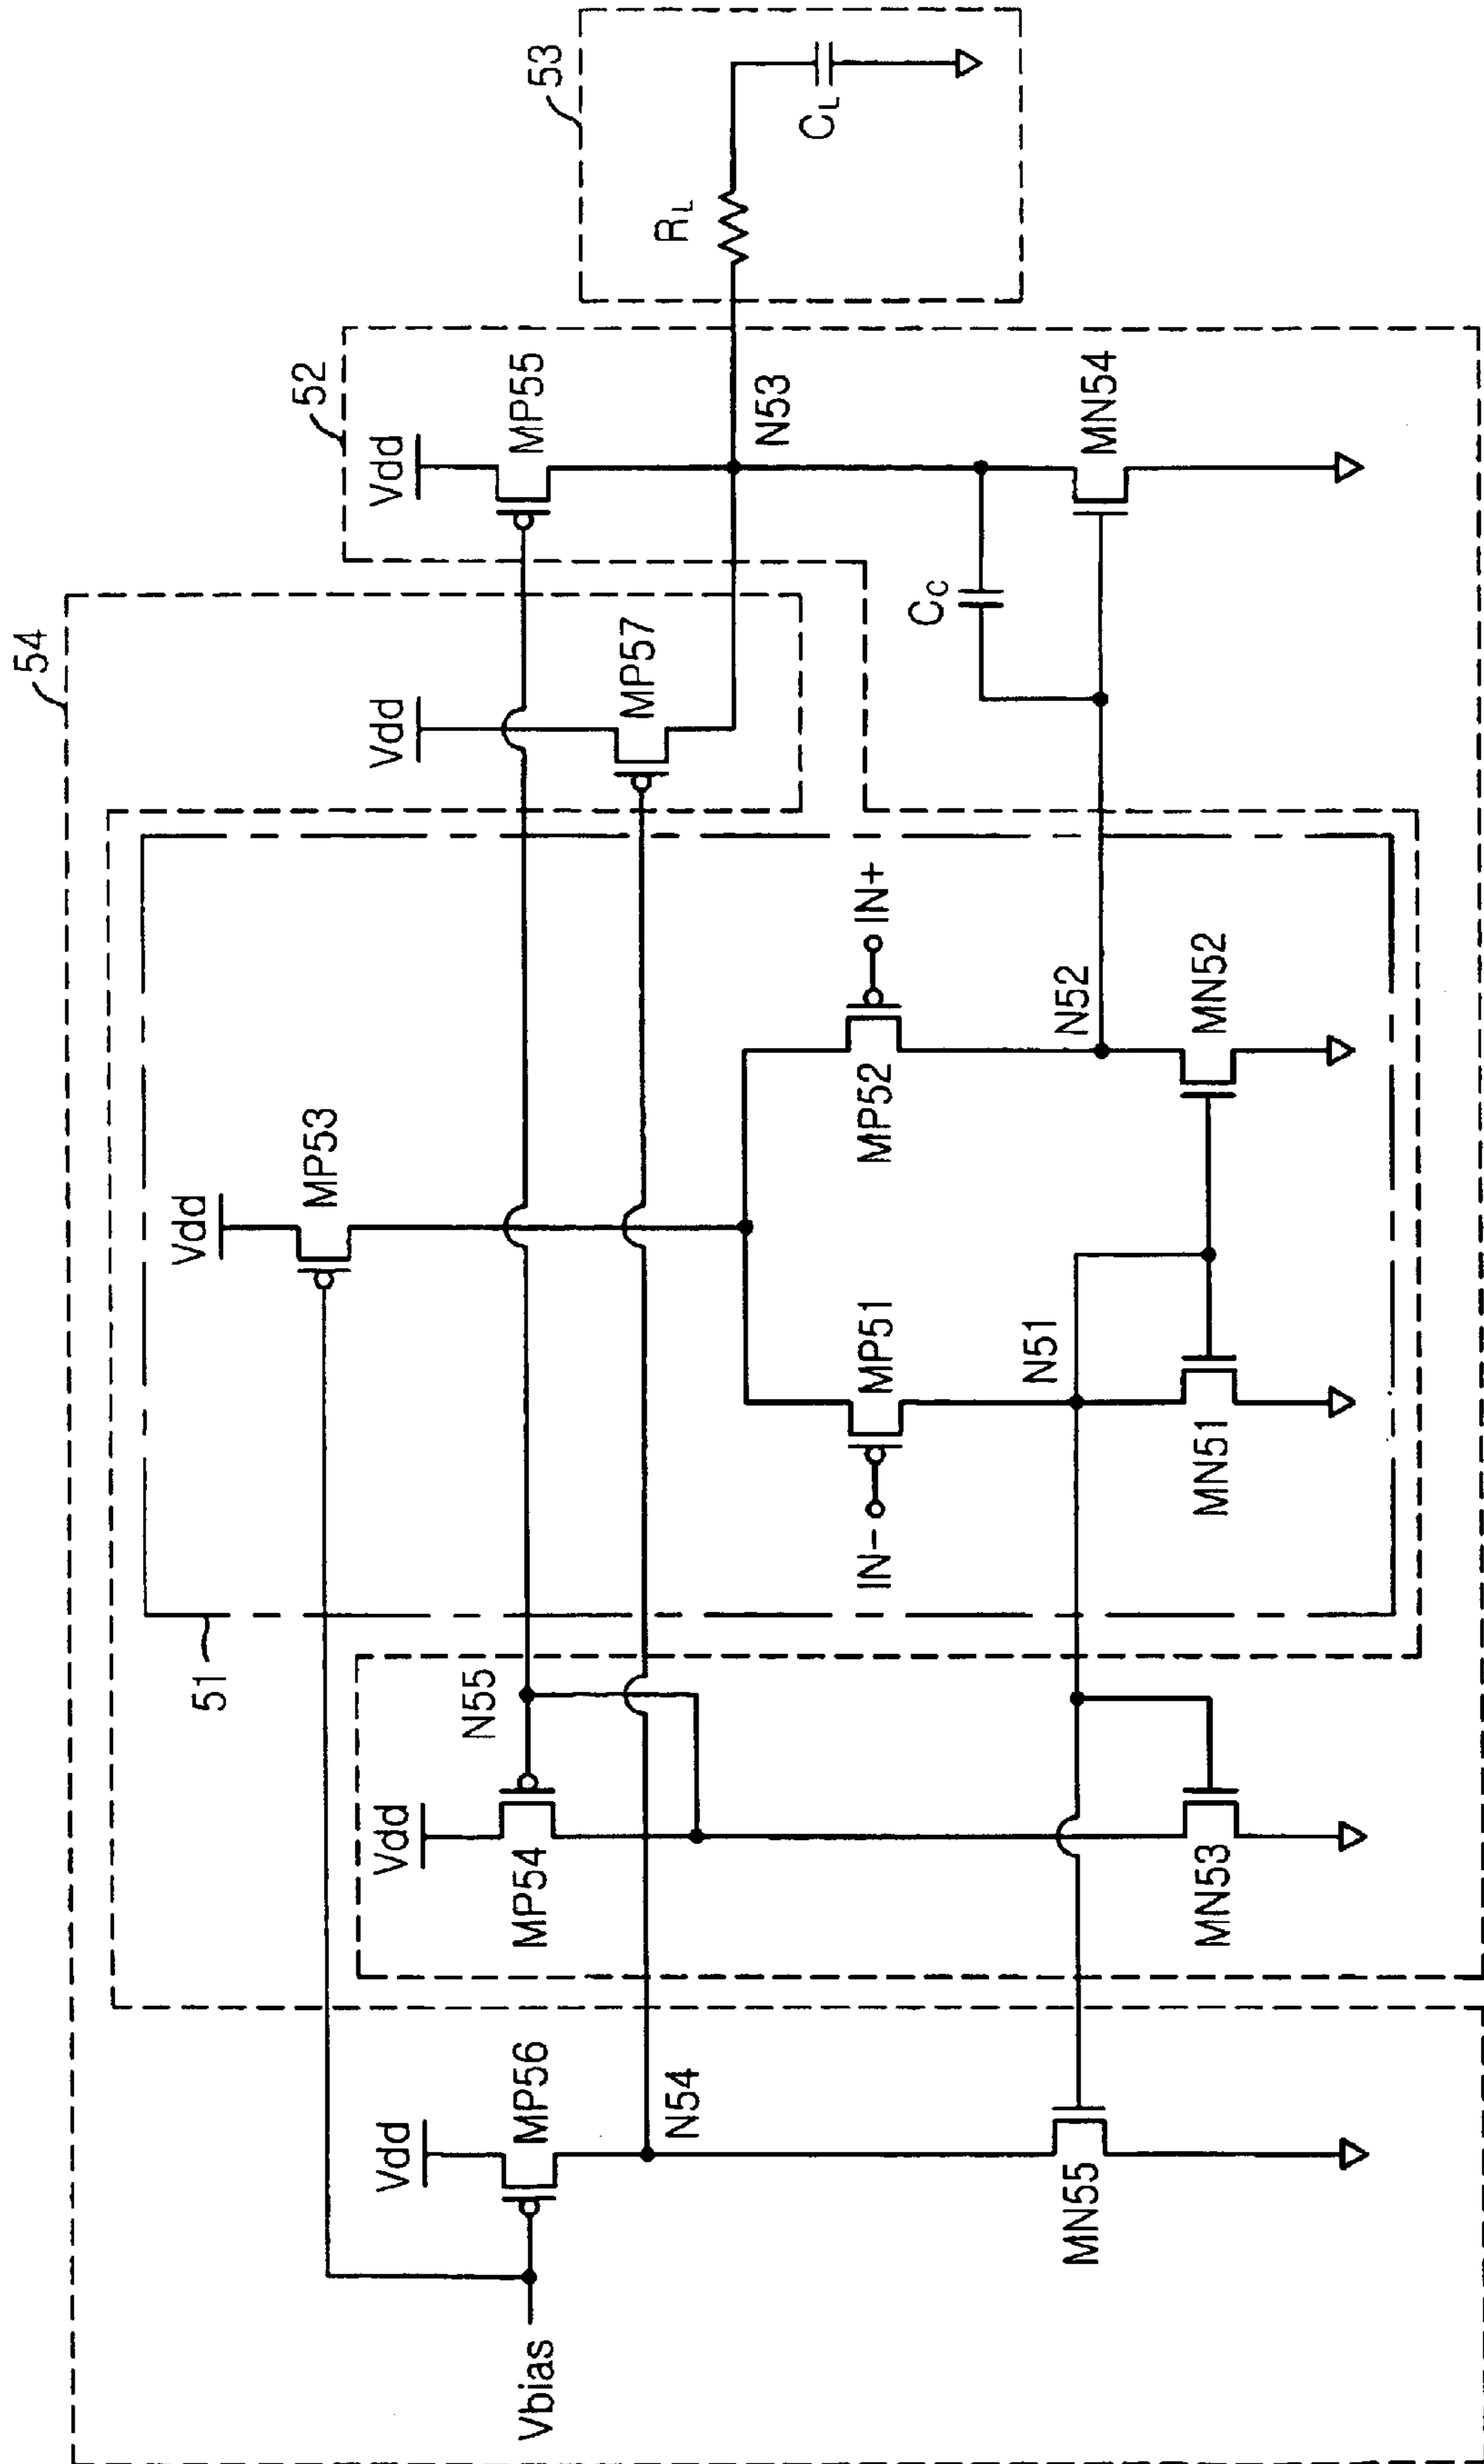 54
52
53
51
Vdd
MP56
N54
MN55
Vbias
Vdd
MP54
N55
MN53
Vdd
MP53
IN-
MP51
N51
MN51
MP52
IN+
N52
MN52
Vdd
MP57
Vdd
MP55
N53
CC
MN54
RL
CL